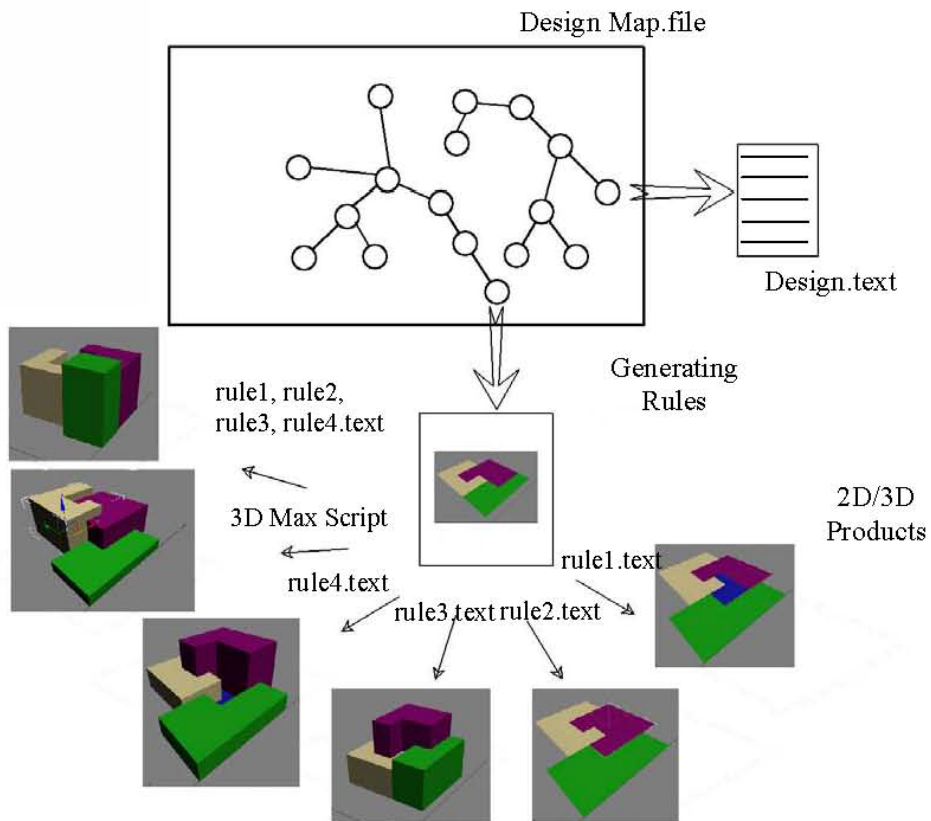 Design Map.file
Design.text
Generating
Rules
rule1, rule2,
rule3, rule4.text
3D Max Script
2D/3D
Products
rule1.text
rule4.text
rule3.text
rule2.text